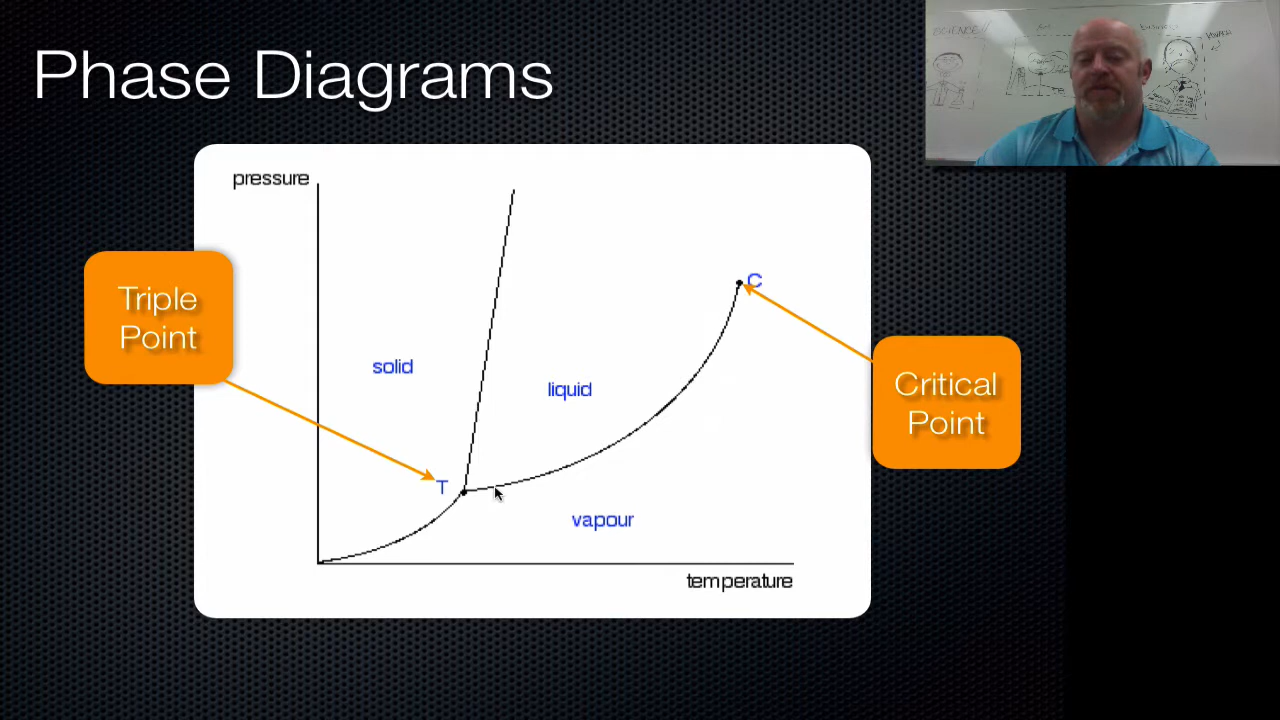 Phase Diagrams
pressure
Triple
Point
C
solid
liquid
Critical
Point
T
vapour
temperature